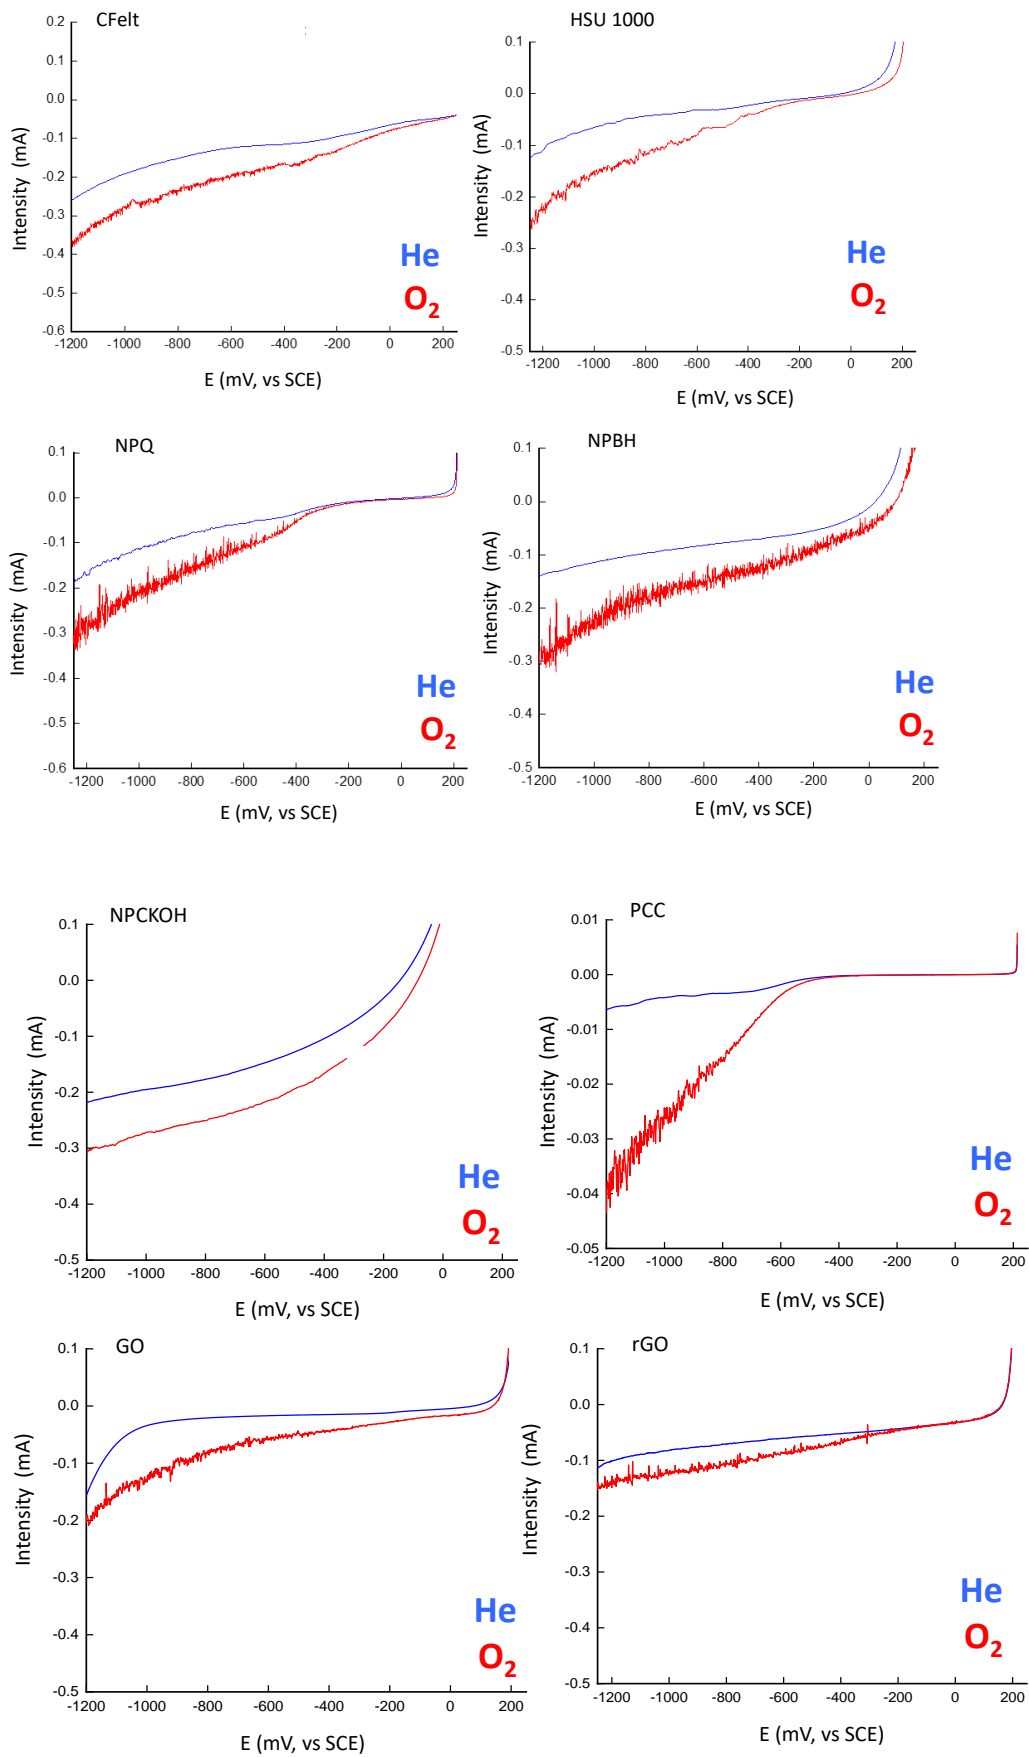 CFelt
0.2
0.1
0.0
-0.1
-0.2
-0.3
-0.4
-0.5
-0.6
Intensity (mA)
-1200 -1000 -800 -600 -400 -200 0 200
E (mV, vs SCE)
He
O₂
HSU 1000
0.1
0.0
-0.1
-0.2
-0.3
-0.4
-0.5
Intensity (mA)
-1200 -1000 -800 -600 -400 -200 0 200
E (mV, vs SCE)
He
O₂
NPQ
0.1
0.0
-0.1
-0.2
-0.3
-0.4
-0.5
-0.6
Intensity (mA)
-1200 -1000 -800 -600 -400 -200 0 200
E (mV, vs SCE)
He
O₂
NPBH
0.1
0.0
-0.1
-0.2
-0.3
-0.4
-0.5
Intensity (mA)
-1200 -1000 -800 -600 -400 -200 0 200
E (mV, vs SCE)
He
O₂
NPCKOH
0.1
0.0
-0.1
-0.2
-0.3
-0.4
-0.5
Intensity (mA)
-1200 -1000 -800 -600 -400 -200 0 200
E (mV, vs SCE)
He
O₂
PCC
0.01
0.00
-0.01
-0.02
-0.03
-0.04
-0.05
Intensity (mA)
-1200 -1000 -800 -600 -400 -200 0 200
E (mV, vs SCE)
He
O₂
GO
0.1
0.0
-0.1
-0.2
-0.3
-0.4
-0.5
Intensity (mA)
-1200 -1000 -800 -600 -400 -200 0 200
E (mV, vs SCE)
He
O₂
rGO
0.1
0.0
-0.1
-0.2
-0.3
-0.4
-0.5
Intensity (mA)
-1200 -1000 -800 -600 -400 -200 0 200
E (mV, vs SCE)
He
O₂